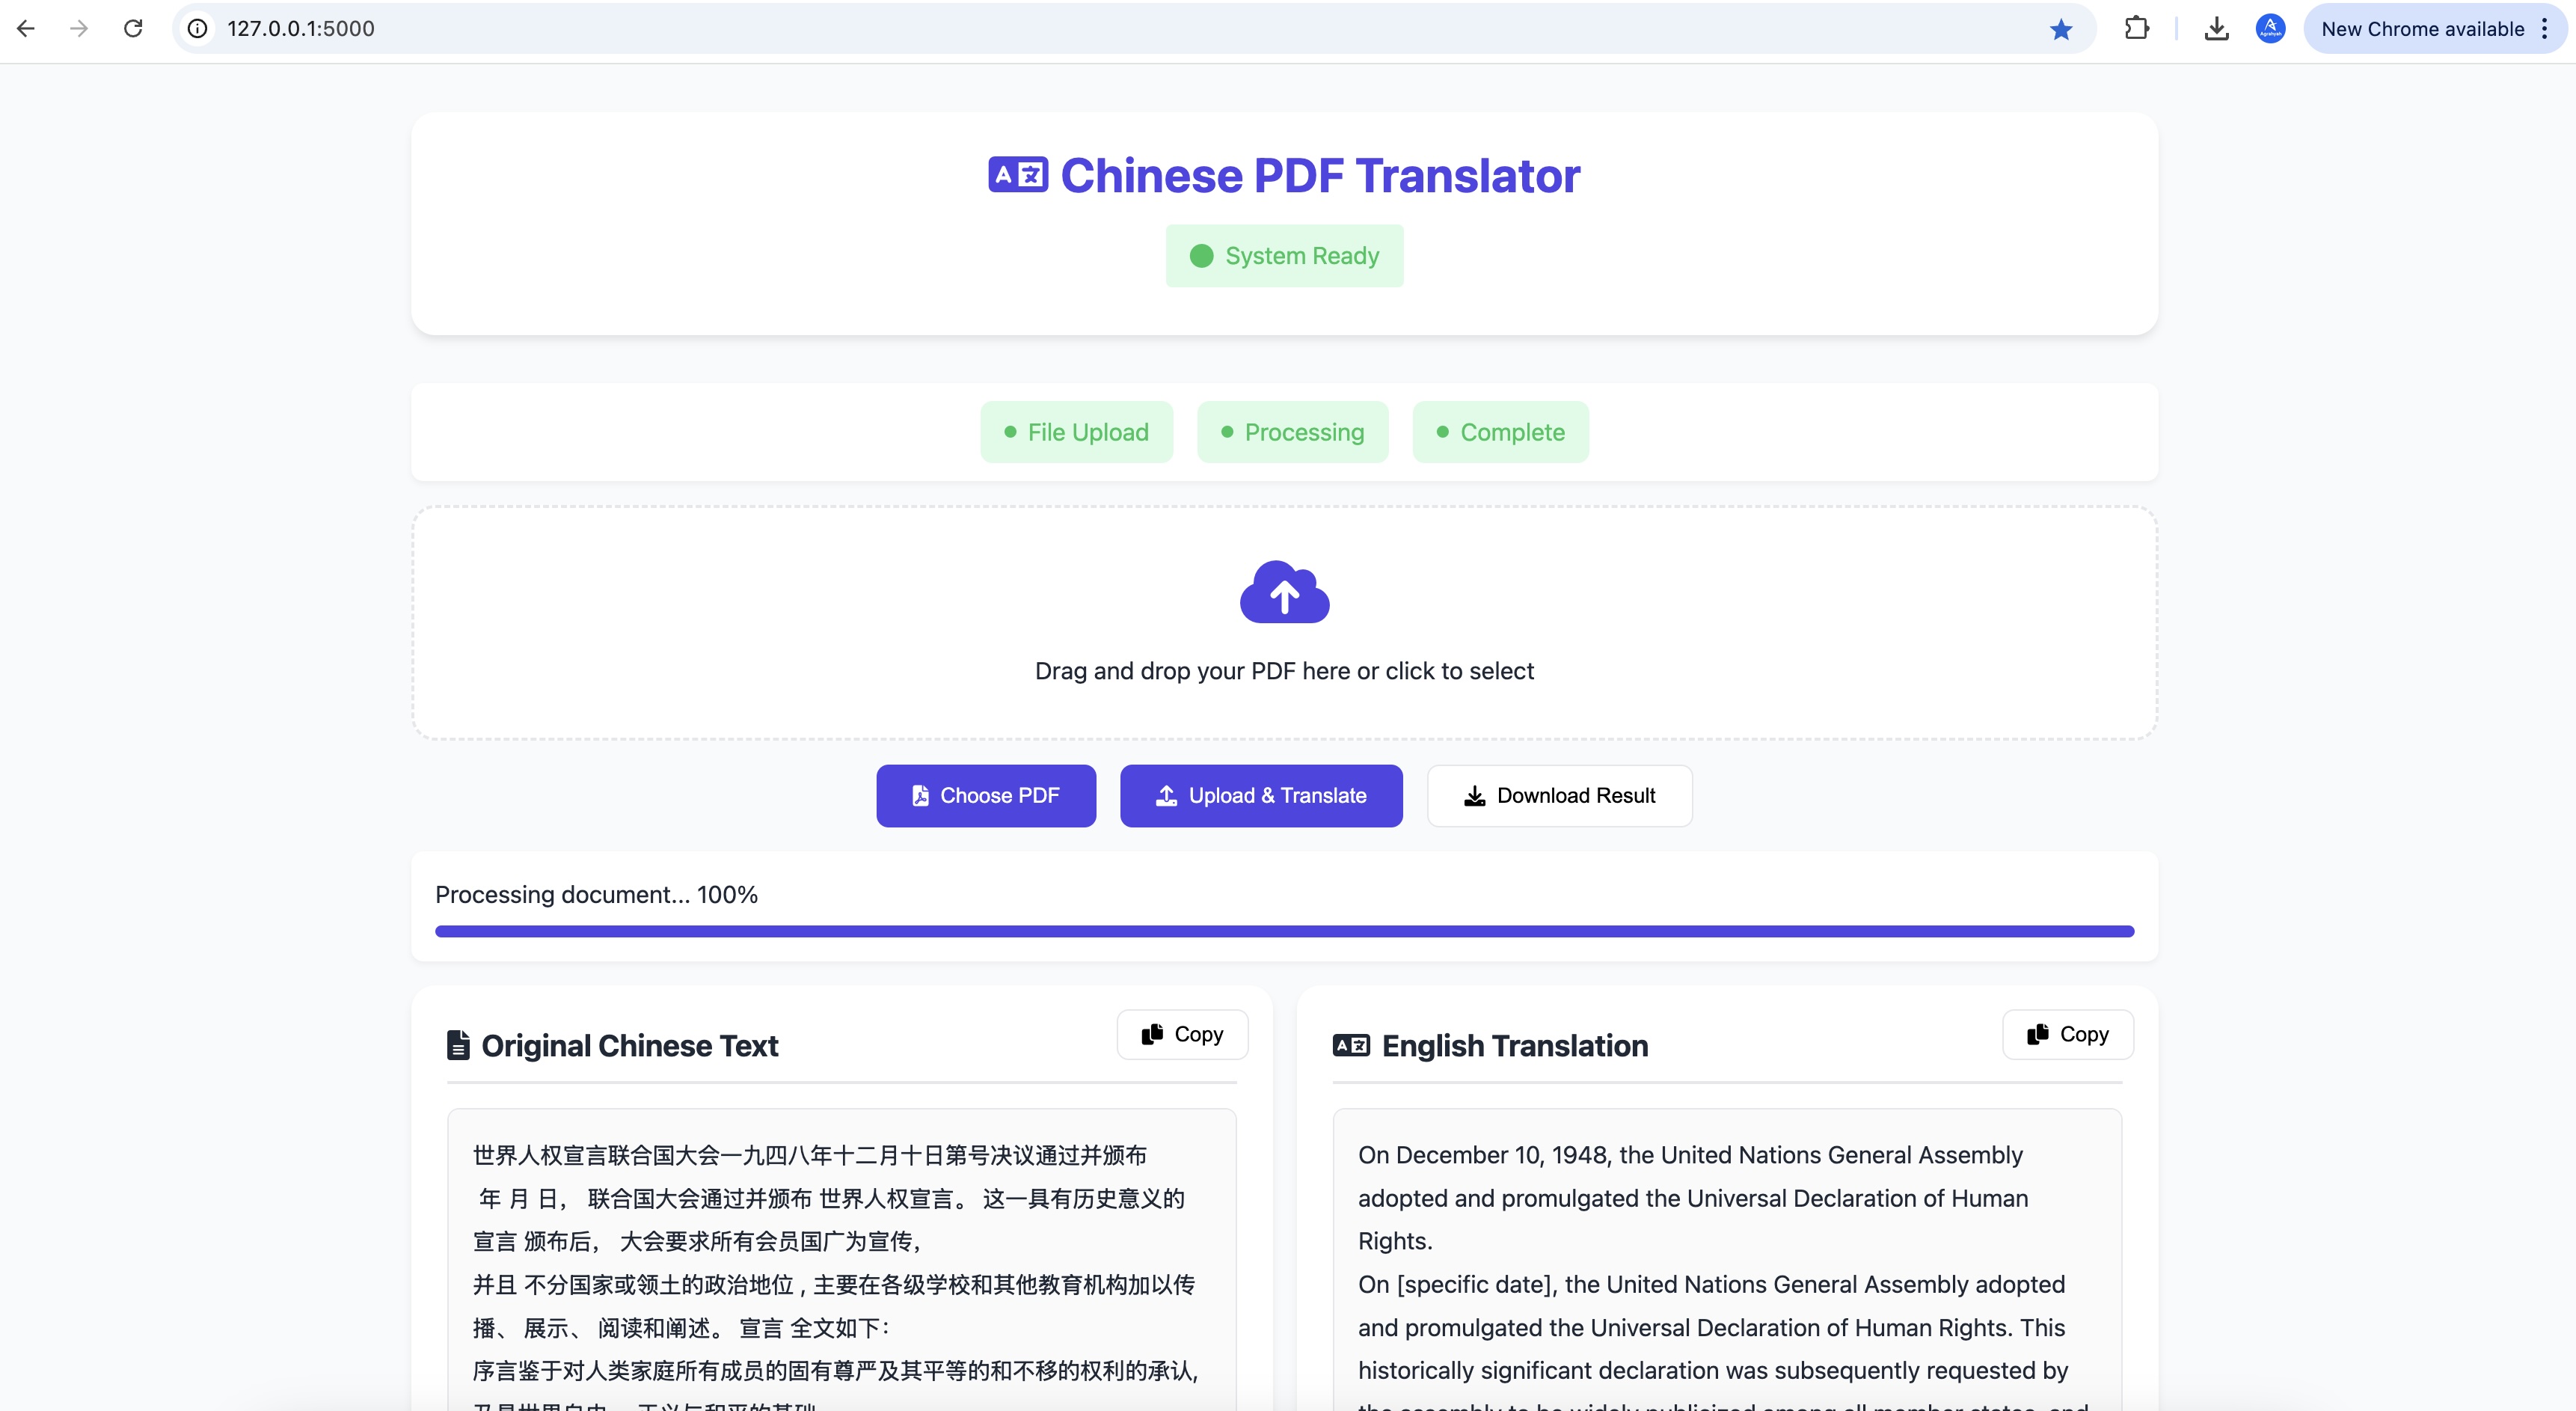 127.0.0.1:5000
New Chrome available
Chinese PDF Translator
System Ready
File Upload
Processing
Complete
Drag and drop your PDF here or click to select
Choose PDF
Upload & Translate
Download Result
Processing document... 100%
Original Chinese Text
Copy
世界人权宣言联合国大会一九四八年十二月十日第号决议通过并颁布
年 月 日， 联合国大会通过并颁布 世界人权宣言。 这一具有历史意义的
宣言 颁布后， 大会要求所有会员国广为宣传，
并且 不分国家或领土的政治地位 , 主要在各级学校和其他教育机构加以传
播、 展示、 阅读和阐述。 宣言 全文如下：
序言鉴于对人类家庭所有成员的固有尊严及其平等的和不移的权利的承认,
English Translation
Copy
On December 10, 1948, the United Nations General Assembly
adopted and promulgated the Universal Declaration of Human
Rights.
On [specific date], the United Nations General Assembly adopted
and promulgated the Universal Declaration of Human Rights. This
historically significant declaration was subsequently requested by
the assembly to be widely publicized among all member states, and